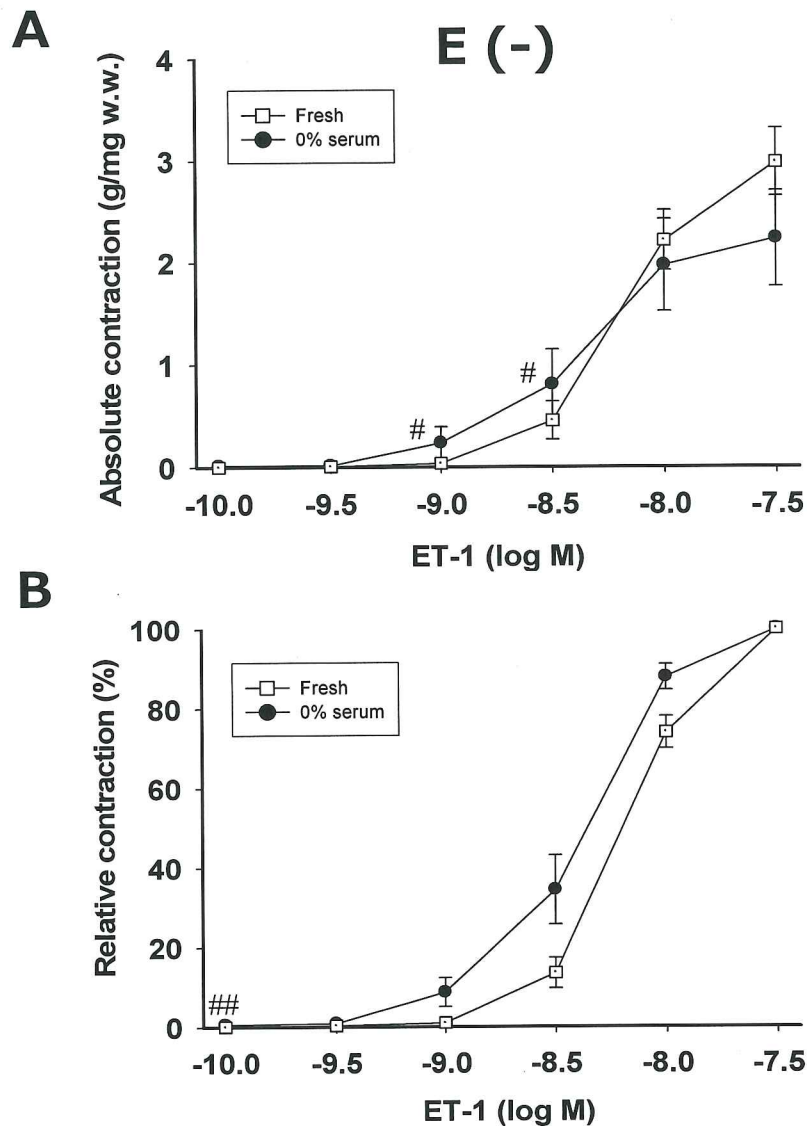 A
E (-)
4
3
2
1
0
Absolute contraction (g/mg w.w.)
Fresh
0% serum
#
#
-10.0 -9.5 -9.0 -8.5 -8.0 -7.5
ET-1 (log M)
B
100
80
60
40
20
0
Relative contraction (%)
Fresh
0% serum
##
-10.0 -9.5 -9.0 -8.5 -8.0 -7.5
ET-1 (log M)